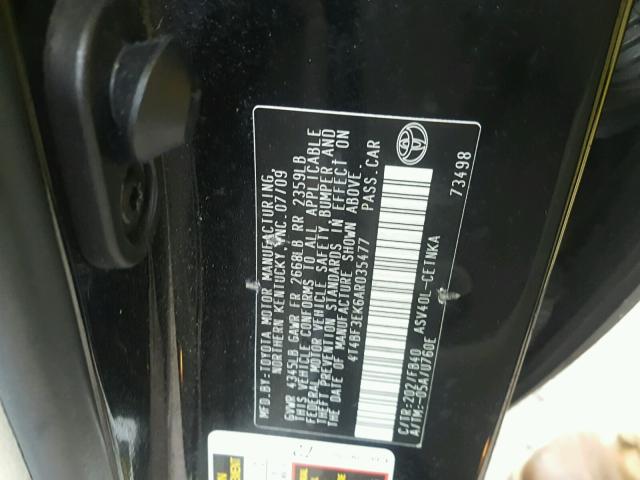 MFD.BY:TOYOTA MOTOR MANUFACTURING,
NORTHERN KENTUCKY, INC. 07/09
GVWR 4345LB GAWR FR 2668LB RR 2359LB
THIS VEHICLE CONFORMS TO ALL APPLICABLE
FEDERAL MOTOR VEHICLE SAFETY BUMPER, AND
THEFT PREVENTION STANDARDS IN EFFECT ON
THE DATE OF MANUFACTURE SHOWN ABOVE.
4T4BF3EK6AR035477 PASS.CAR
C/TR:202/FB40 ASV40L-CETNKA
A/TM:-05A/U760E 73498